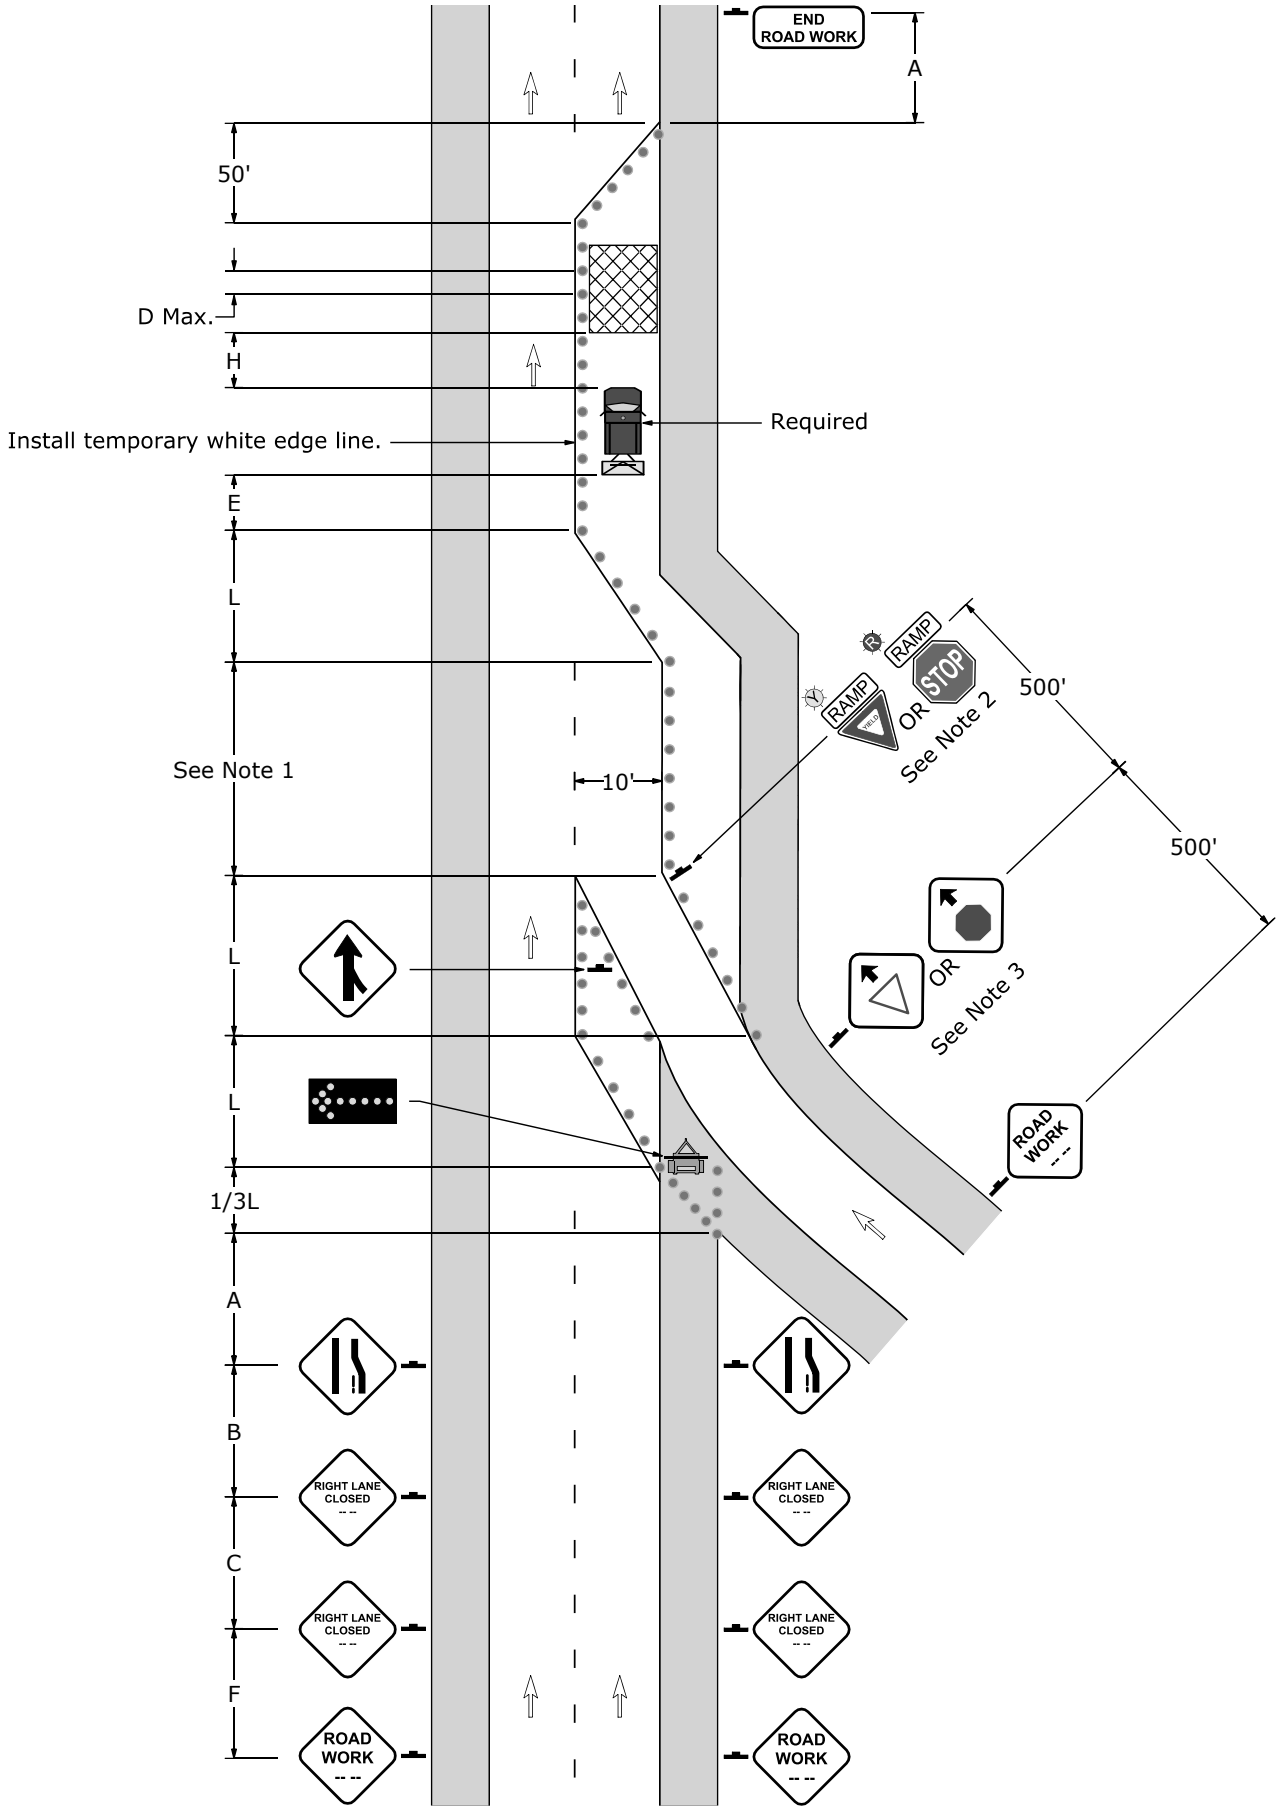 END
ROAD WORK
A
50'
D Max.
H
Required
Install temporary white edge line.
E
L
R
RAMP
STOP
500'
Y
RAMP
YIELD
OR
See Note 2
See Note 1
10'
500'
L
OR
See Note 3
L
ROAD
WORK
-- --
1/3L
A
B
RIGHT LANE
CLOSED
-- --
RIGHT LANE
CLOSED
-- --
C
RIGHT LANE
CLOSED
-- --
RIGHT LANE
CLOSED
-- --
F
ROAD
WORK
-- --
ROAD
WORK
-- --